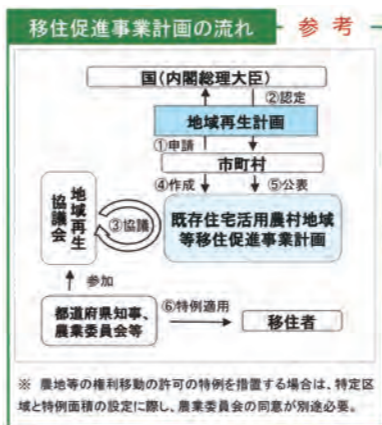 移住促進事業計画の流れ
参考
国(内閣総理大臣)
②認定
地域再生計画
①申請
市町村
④作成
⑤公表
地域再生
協議会
③協議
既存住宅活用農村地域
等移住促進事業計画
参加
都道府県知事、
農業委員会等
⑥特例適用
移住者
※ 農地等の権利移動の許可の特例を措置する場合は、特定区
域と特例面積の設定に際し、農業委員会の同意が別途必要。